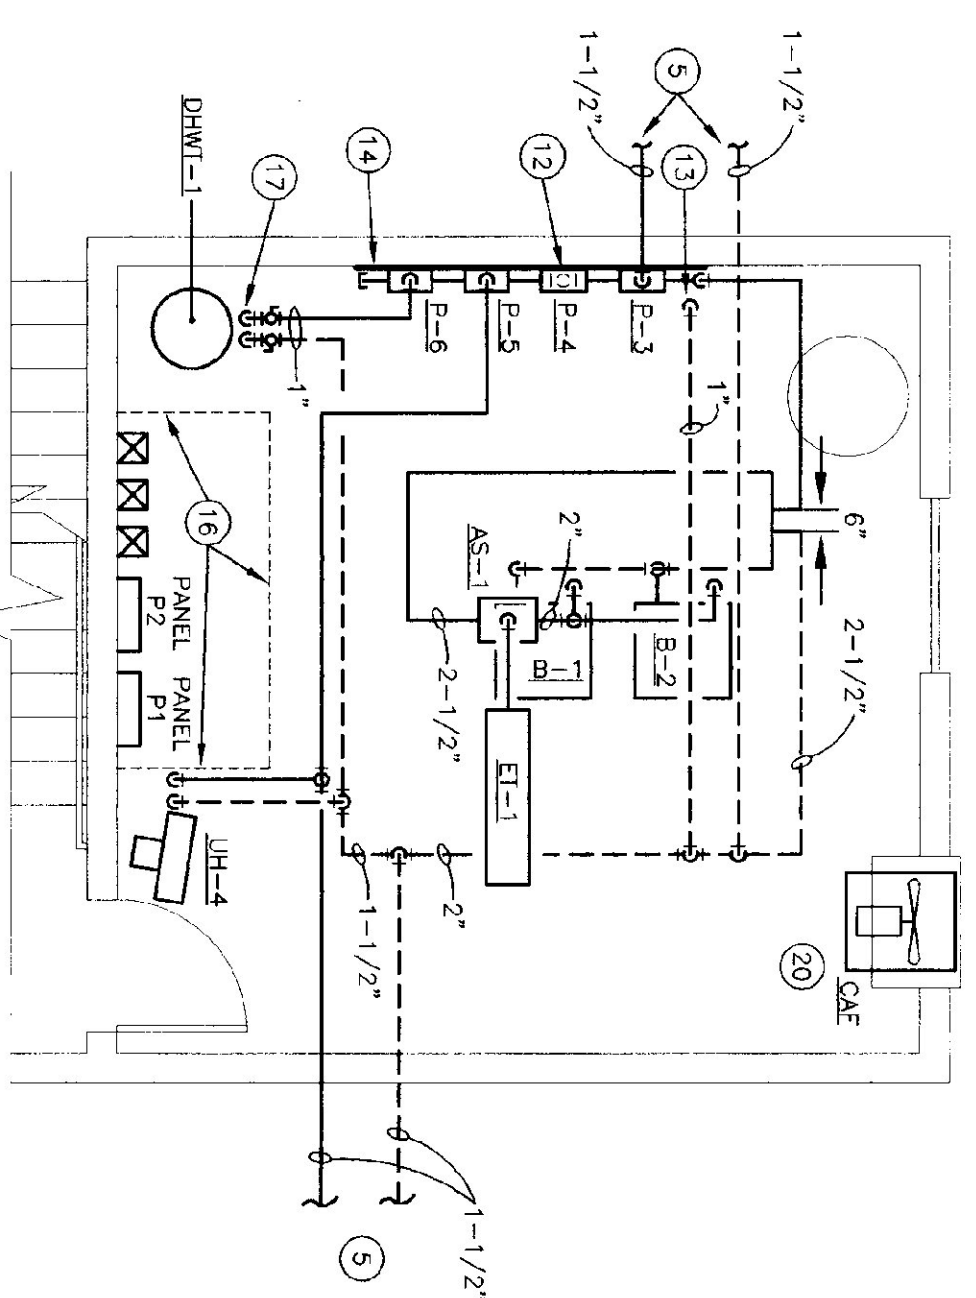 1-1/2"
5
1-1/2"
13
12
14
17
DHWT-1
P-3
P-4
P-5
P-6
1"
1"
6"
2-1/2"
2"
AS-1
B-2
B-1
2-1/2"
16
PANEL
P2
PANEL
P1
ET-1
UH-4
2"
1-1/2"
CAF
20
1-1/2"
5